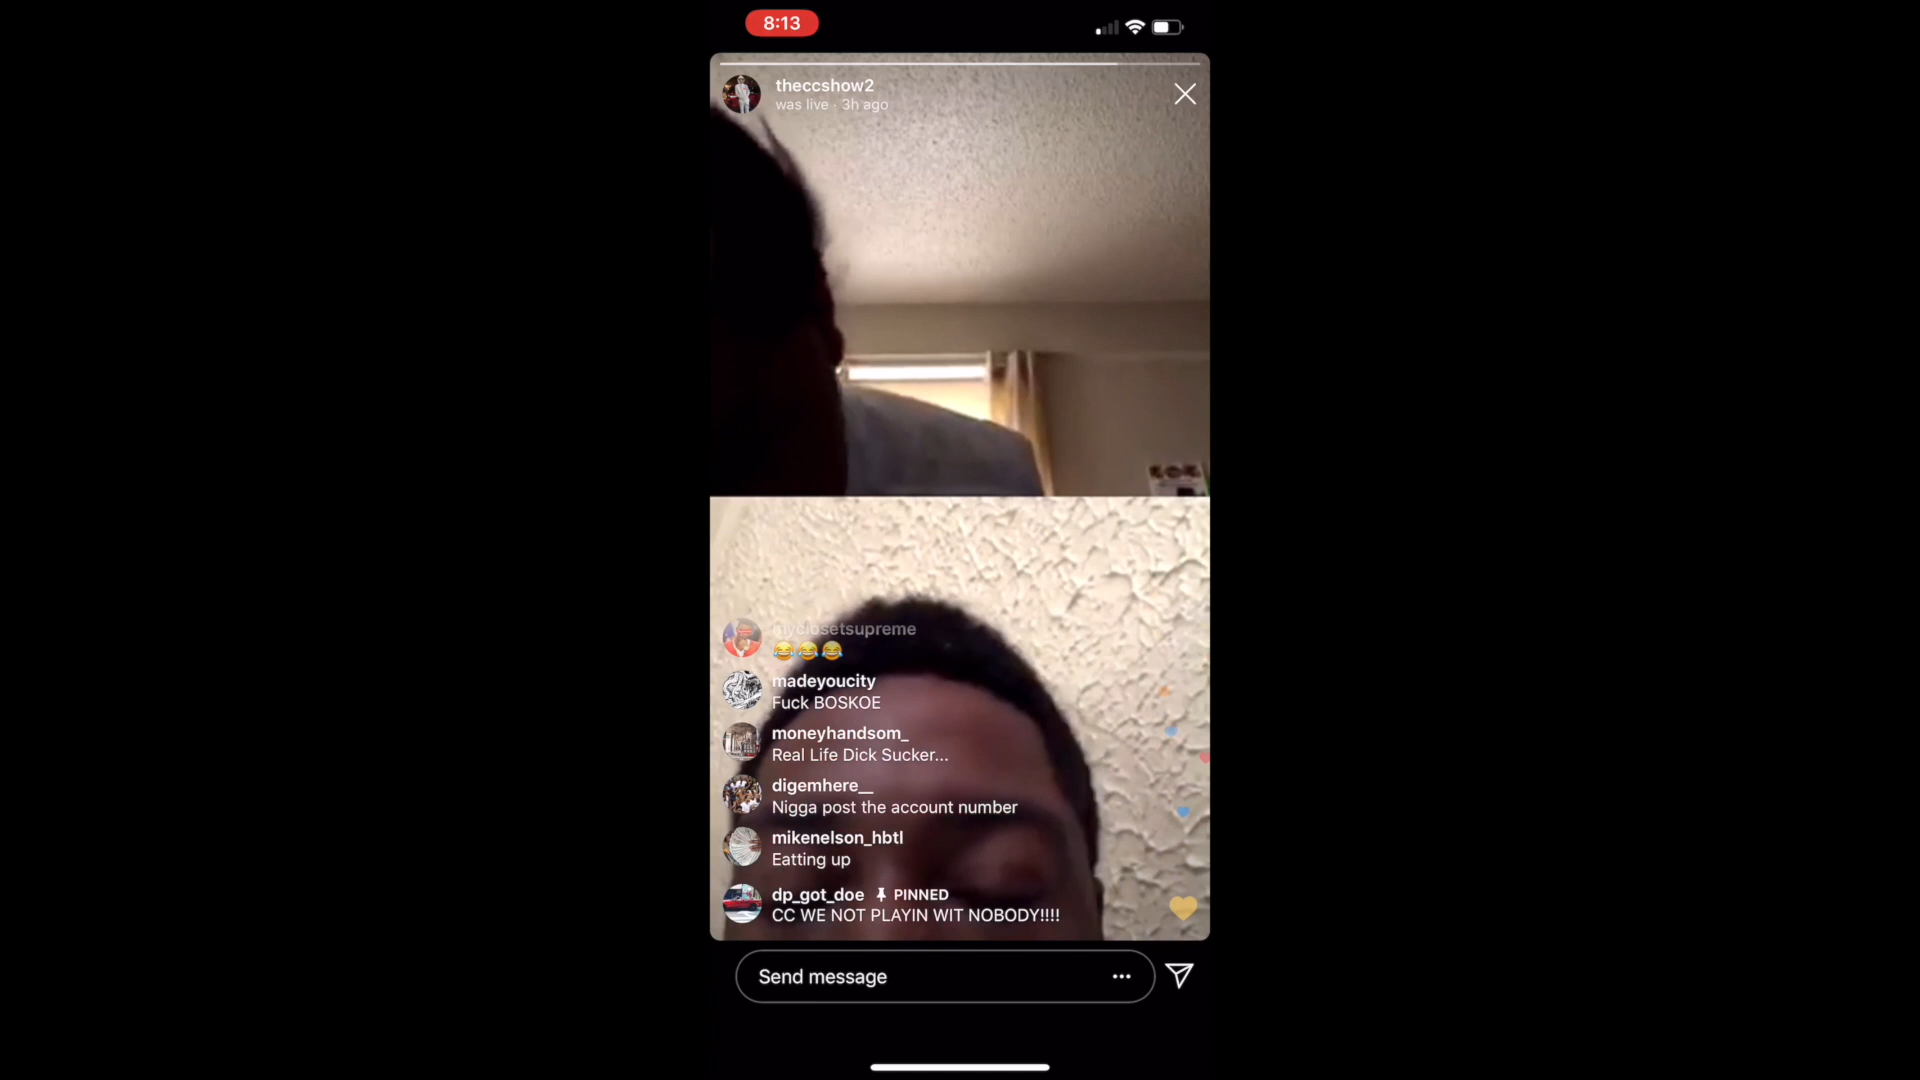 8:13
theccshow2
was live · 3h ago
myclosetsupreme
😂😂😂
madeyoucity
Fuck BOSKOE
moneyhandsom_
Real Life Dick Sucker...
digemhere__
Nigga post the account number
mikenelson_hbtl
Eatting up
dp_got_doe PINNED
CC WE NOT PLAYIN WIT NOBODY!!!!
Send message